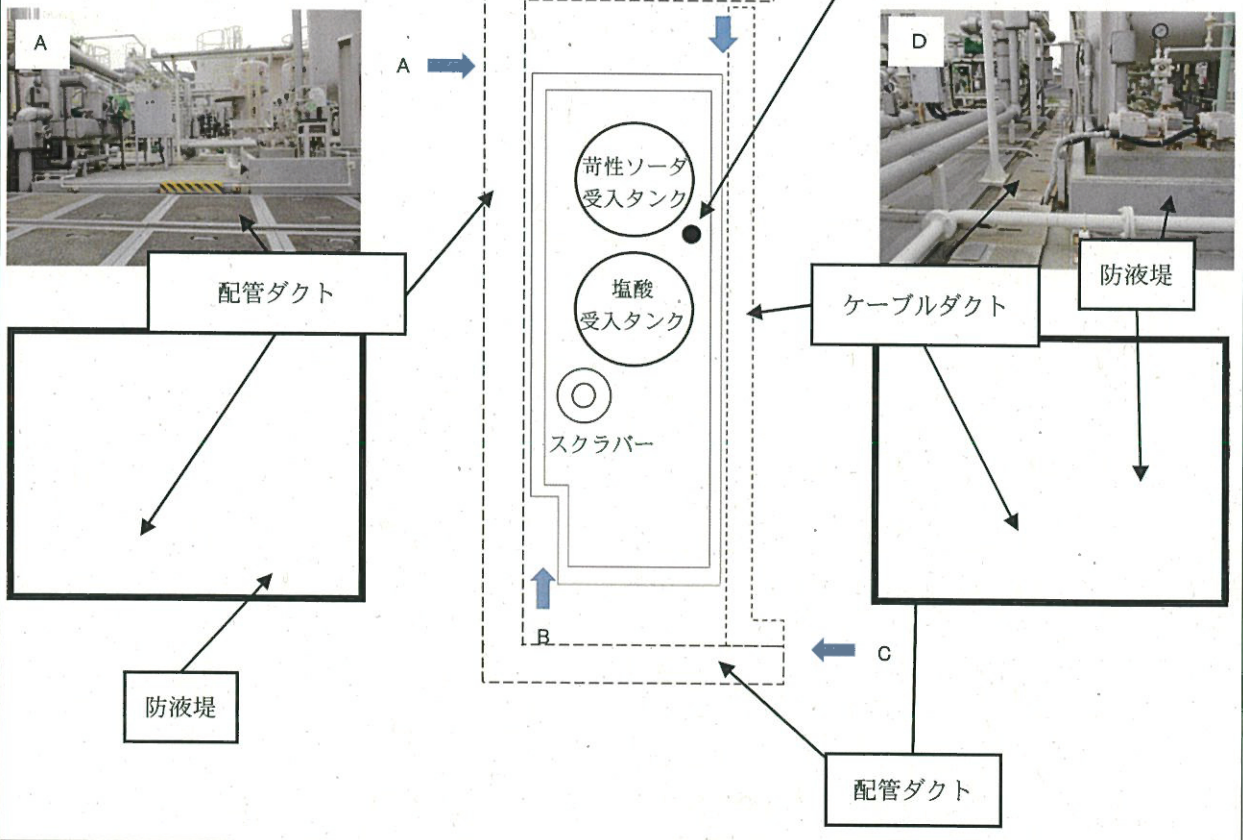 A
A
D
苛性ソーダ
受入タンク
配管ダクト
塩酸
受入タンク
ケーブルダクト
防液堤
スクラバー
B
C
防液堤
配管ダクト